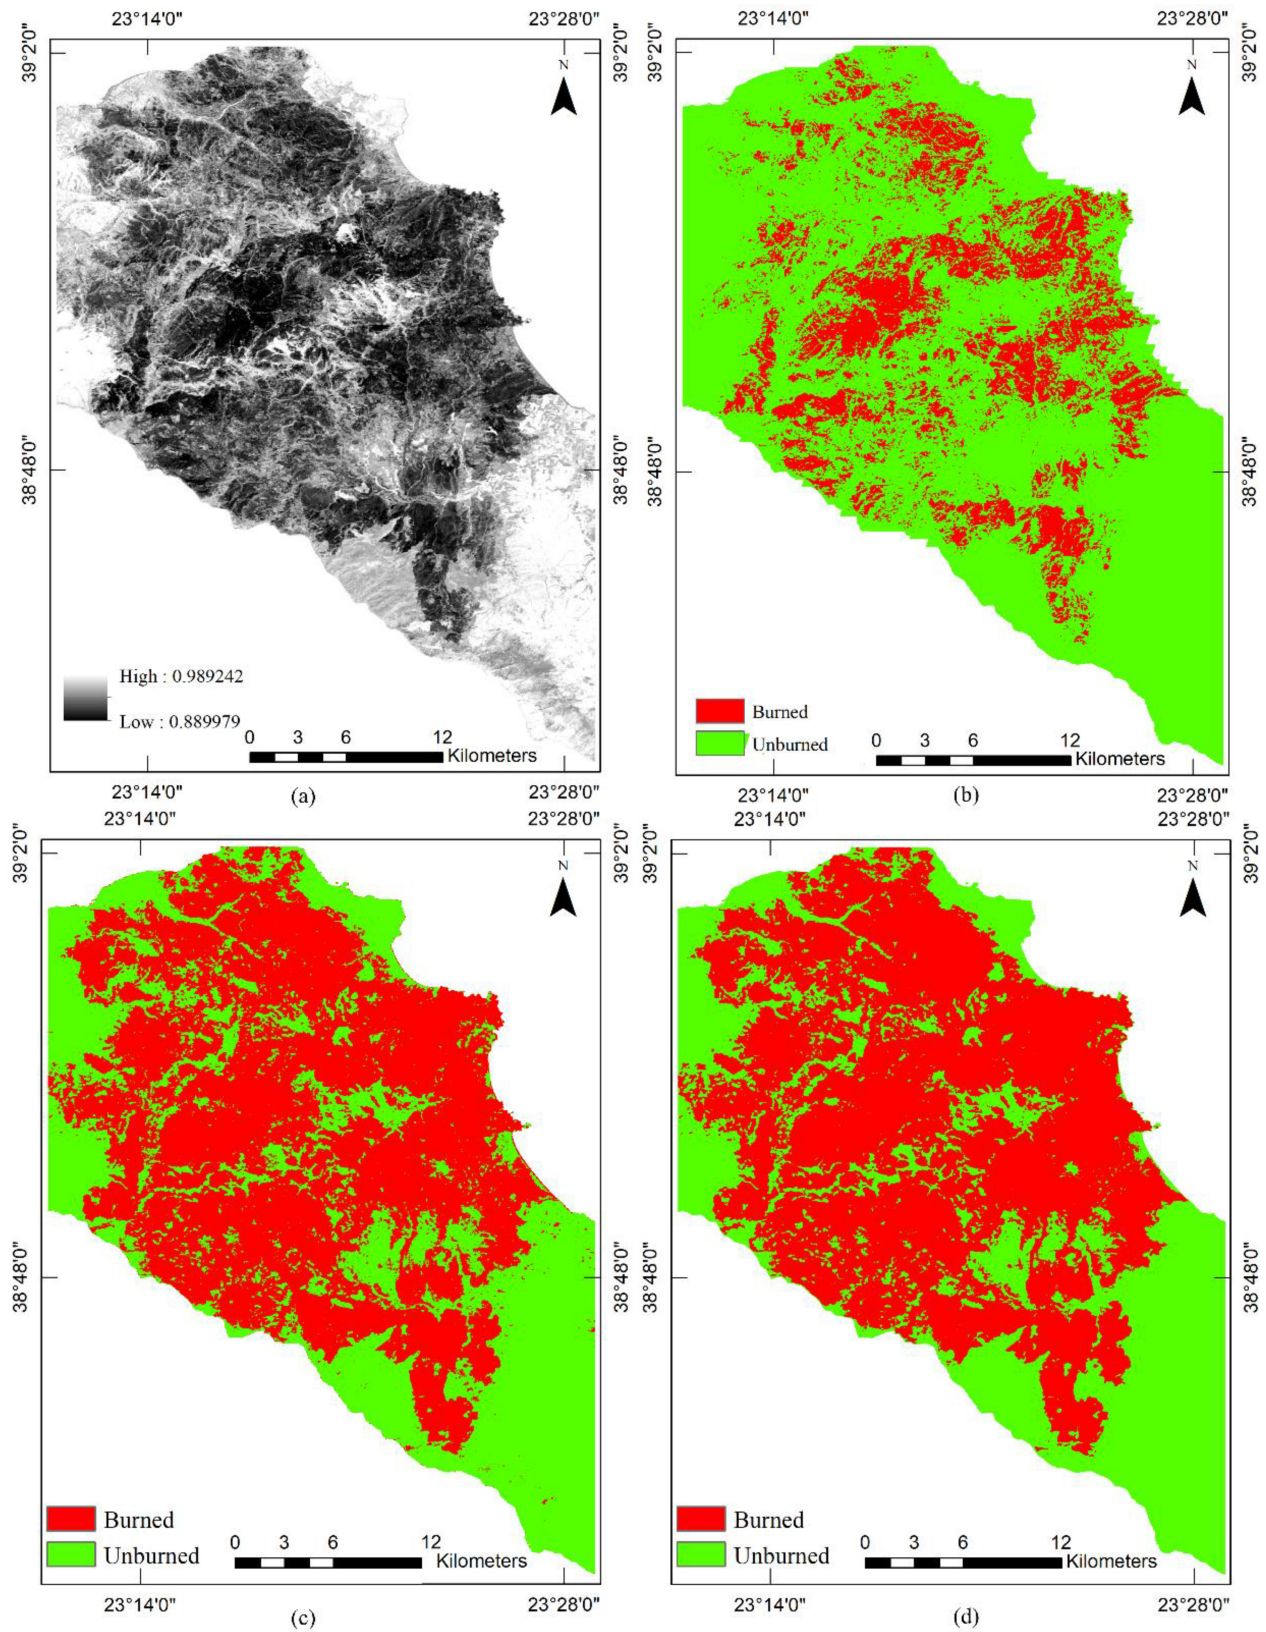 23°14'0" 23°28'0" 23°14'0" 23°28'0"
39°2'0" 39°2'0" 39°2'0"
N N
38°48'0" 38°48'0" 38°48'0"
High : 0.989242
Low : 0.889979
0 3 6 12
Kilometers
Burned
Unburned
0 3 6 12
Kilometers
23°14'0" (a) 23°28'0" 23°14'0" (b) 23°28'0"
23°14'0" 23°28'0" 23°14'0" 23°28'0"
39°2'0" 39°2'0" 39°2'0" 39°2'0"
N N
38°48'0" 38°48'0" 38°48'0" 38°48'0"
Burned
Unburned
0 3 6 12
Kilometers
Burned
Unburned
0 3 6 12
Kilometers
23°14'0" (c) 23°28'0" 23°14'0" (d) 23°28'0"